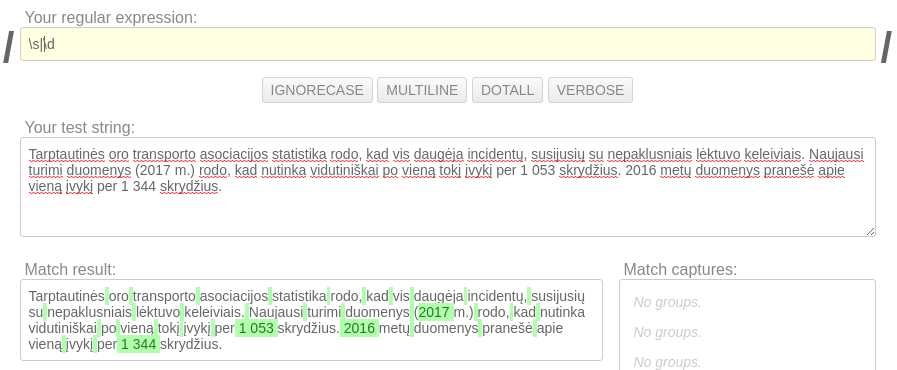 Your regular expression:
/ \s|\d /
IGNORECASE MULTILINE DOTALL VERBOSE
Your test string:
Tarptautinės oro transporto asociacijos statistika rodo, kad vis daugėja incidentų, susijusių su nepaklusniais lėktuvo keleiviais. Naujausi
turimi duomenys (2017 m.) rodo, kad nutinka vidutiniškai po vieną tokį įvykį per 1 053 skrydžius. 2016 metų duomenys pranešė apie
vieną įvykį per 1 344 skrydžius.
Match result:
Tarptautinės oro transporto asociacijos statistika rodo, kad vis daugėja incidentų, susijusių
su nepaklusniais lėktuvo keleiviais. Naujausi turimi duomenys (2017 m.) rodo, kad nutinka
vidutiniškai po vieną tokį įvykį per 1 053 skrydžius. 2016 metų duomenys pranešė apie
vieną įvykį per 1 344 skrydžius.
Match captures:
No groups.
No groups.
No groups.